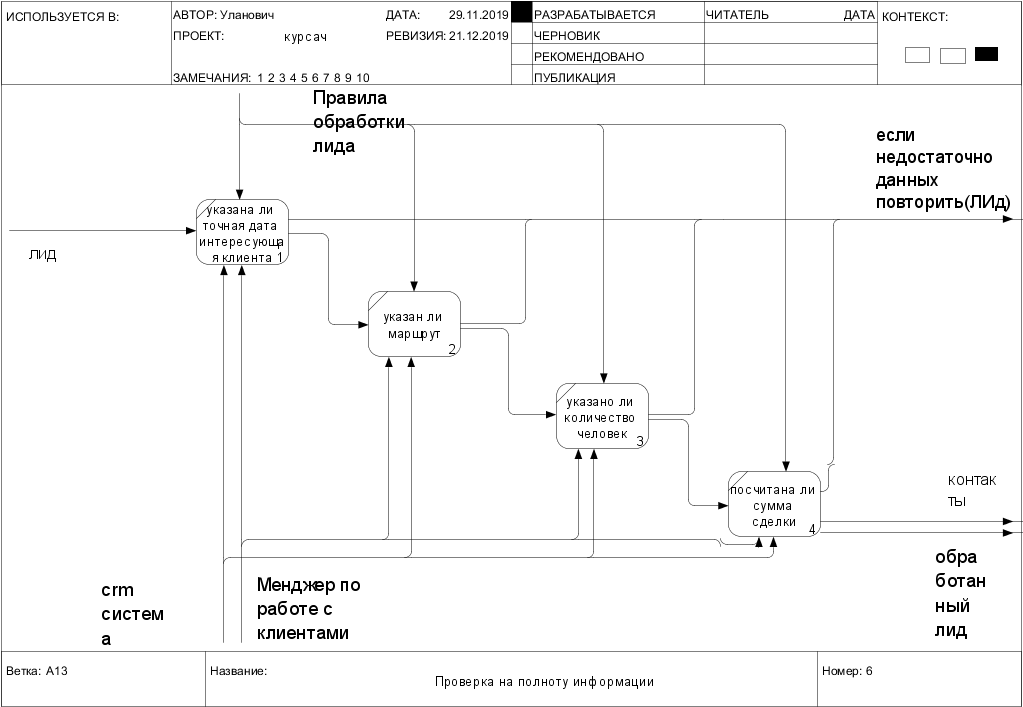 ИСПОЛЬЗУЕТСЯ В:
АВТОР: Уланович
ДАТА: 29.11.2019
РАЗРАБАТЫВАЕТСЯ
ЧИТАТЕЛЬ
ДАТА
КОНТЕКСТ:
ПРОЕКТ: курсач
РЕВИЗИЯ: 21.12.2019
ЧЕРНОВИК
РЕКОМЕНДОВАНО
ЗАМЕЧАНИЯ: 1 2 3 4 5 6 7 8 9 10
ПУБЛИКАЦИЯ
Правила
обработки
лида
если
недостаточно
данных
повторить(ЛИд)
указана ли
точная дата
интересующа
я клиента 1
ЛИД
указан ли
маршрут
2
указано ли
количество
человек
3
посчитана ли
сумма
сделки
4
контак
ты
обра
ботан
ный
лид
crm
систем
а
Менджер по
работе с
клиентами
Ветка: A13
Название:
Проверка на полноту информации
Номер: 6